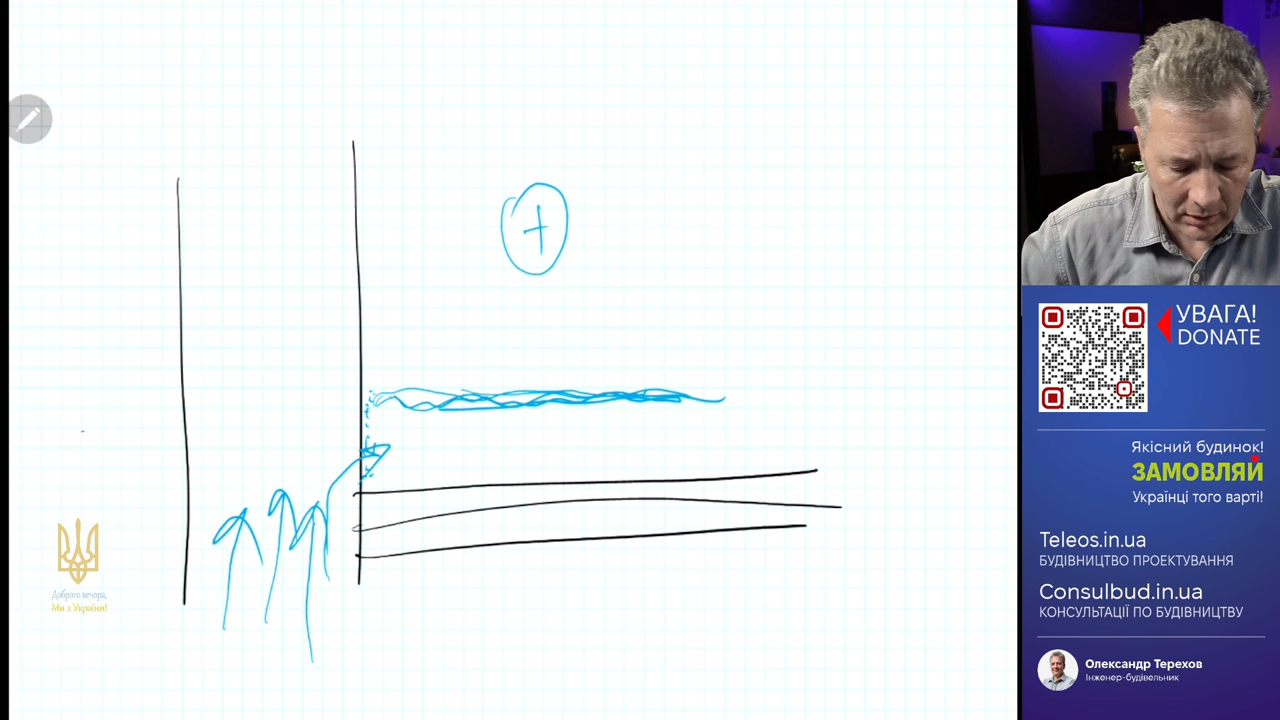 +
УВАГА!
DONATE
Якісний будинок!
ЗАМОВЛЯЙ
Українці того варті!
Teleos.in.ua
БУДІВНИЦТВО ПРОЕКТУВАННЯ
Consulbud.in.ua
КОНСУЛЬТАЦІЇ ПО БУДІВНИЦТВУ
Олександр Терехов
Інженер-будівельник
Доброго вечора,
Ми з України!